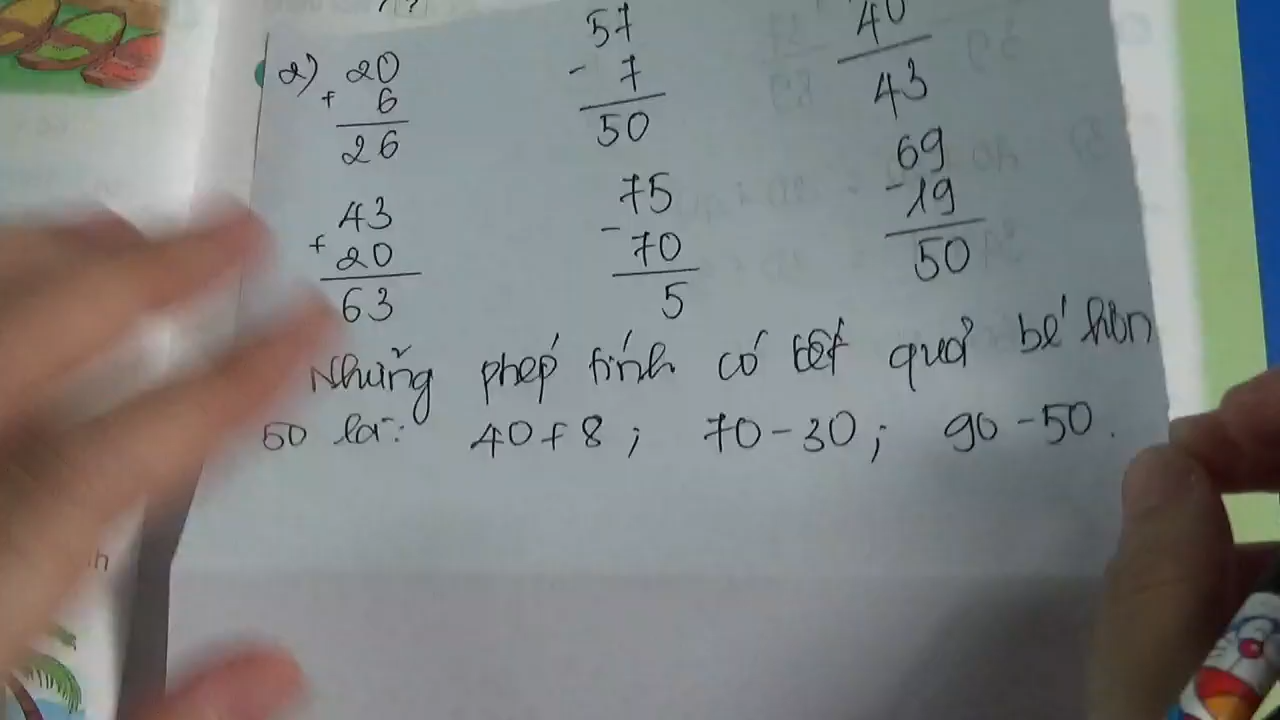 2) 20 57 40
+ 6 - 7
26 50 43
43 75 69
+ 20 - 70 - 19
63 5 50
Những phép tính có kết quả bé hơn
50 là: 40+8; 70-30; 90-50.